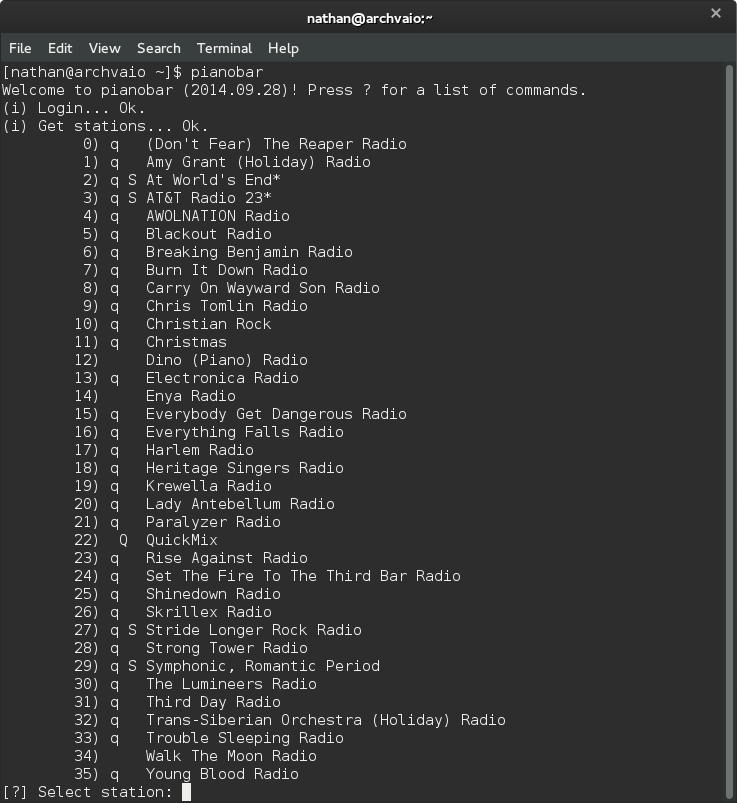 nathan@archvaio:~
File Edit View Search Terminal Help
[nathan@archvaio ~]$ pianobar
Welcome to pianobar (2014.09.28)! Press ? for a list of commands.
(i) Login... Ok.
(i) Get stations... Ok.
0) q   (Don't Fear) The Reaper Radio
1) q   Amy Grant (Holiday) Radio
2) q S At World's End*
3) q S AT&T Radio 23*
4) q   AWOLNATION Radio
5) q   Blackout Radio
6) q   Breaking Benjamin Radio
7) q   Burn It Down Radio
8) q   Carry On Wayward Son Radio
9) q   Chris Tomlin Radio
10) q   Christian Rock
11) q   Christmas
12)     Dino (Piano) Radio
13) q   Electronica Radio
14)     Enya Radio
15) q   Everybody Get Dangerous Radio
16) q   Everything Falls Radio
17) q   Harlem Radio
18) q   Heritage Singers Radio
19) q   Krewella Radio
20) q   Lady Antebellum Radio
21) q   Paralyzer Radio
22)  Q  QuickMix
23) q   Rise Against Radio
24) q   Set The Fire To The Third Bar Radio
25) q   Shinedown Radio
26) q   Skrillex Radio
27) q S Stride Longer Rock Radio
28) q   Strong Tower Radio
29) q S Symphonic, Romantic Period
30) q   The Lumineers Radio
31) q   Third Day Radio
32) q   Trans-Siberian Orchestra (Holiday) Radio
33) q   Trouble Sleeping Radio
34)     Walk The Moon Radio
35) q   Young Blood Radio
[?] Select station: